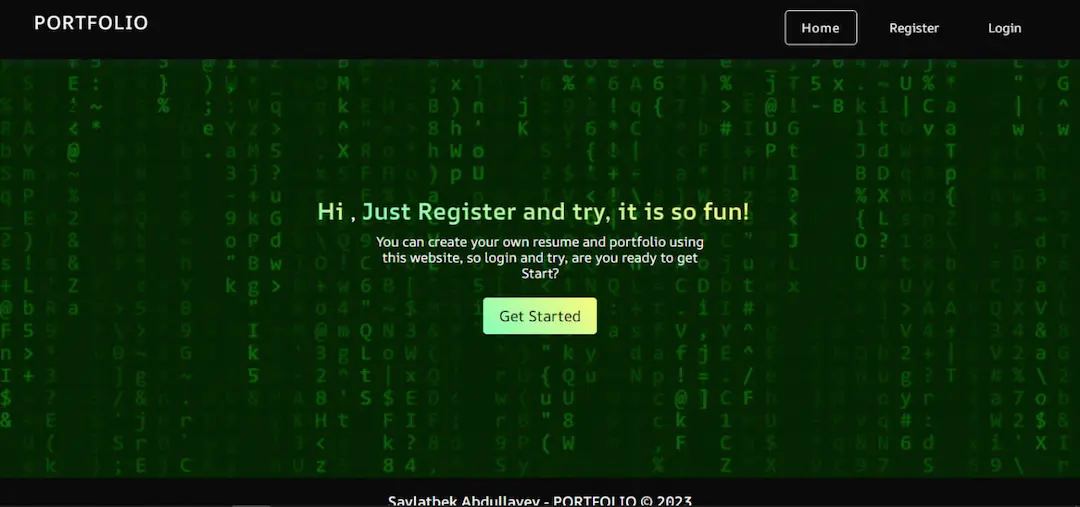 PORTFOLIO
Home
Register
Login
Hi , Just Register and try, it is so fun!
You can create your own resume and portfolio using
this website, so login and try, are you ready to get
Start?
Get Started
Savlatbek Abdullayev - PORTFOLIO © 2023